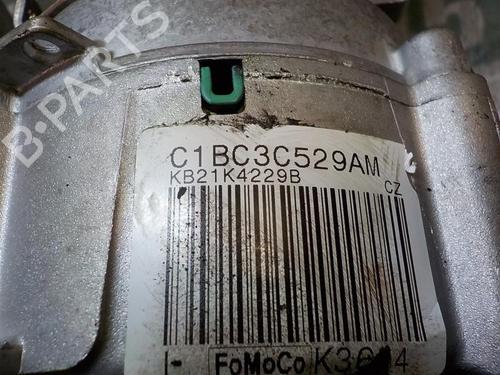 C1BC3C529AM
KB21K4229B
CZ
FoMoCo
B-PARTS